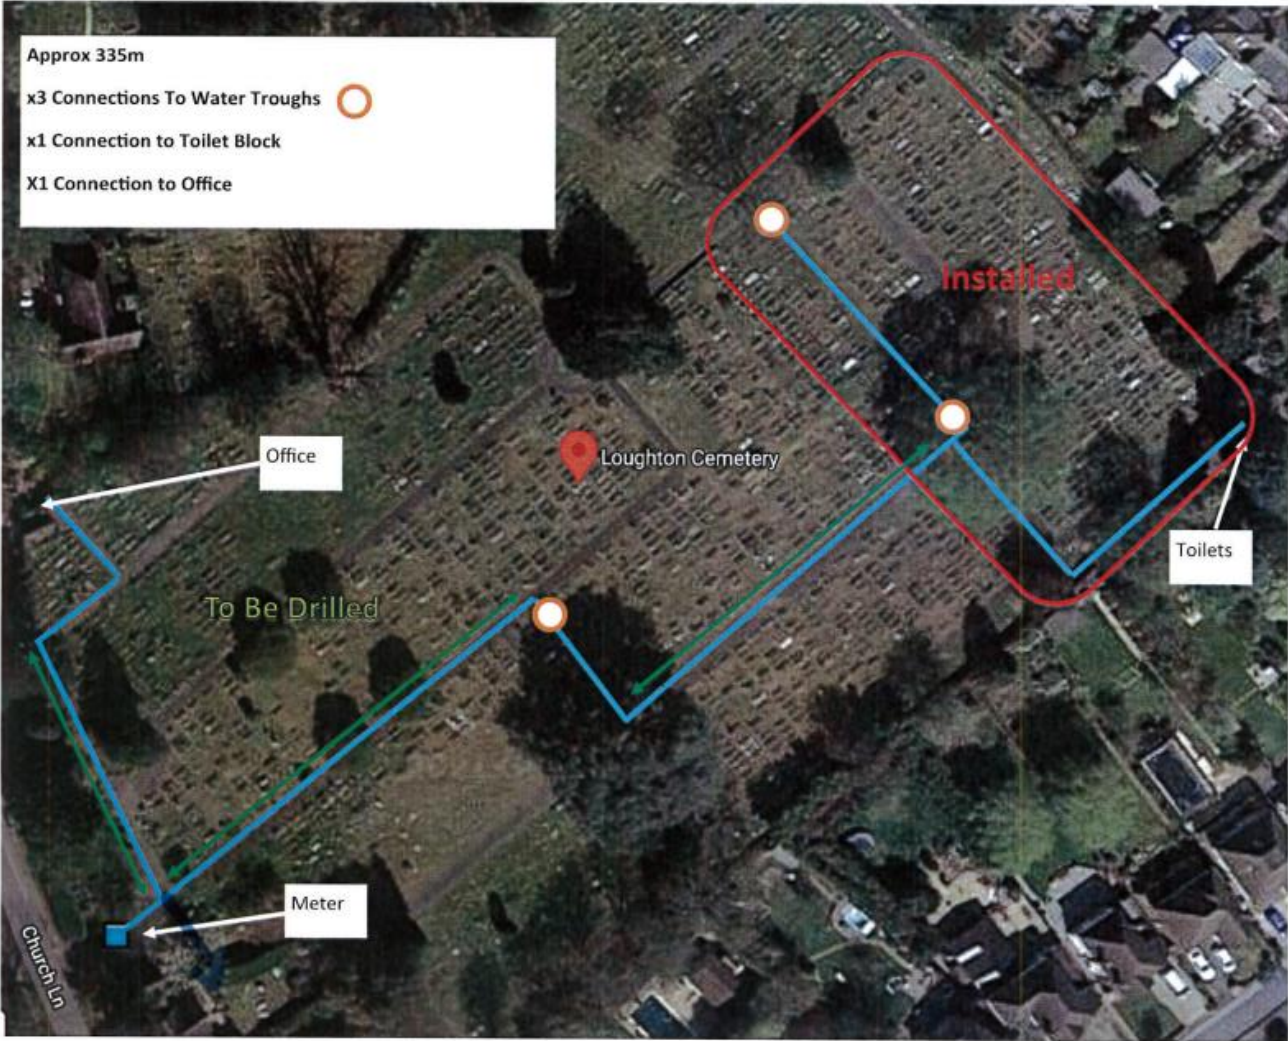 Approx 335m
x3 Connections To Water Troughs
x1 Connection to Toilet Block
X1 Connection to Office
Installed
Office
Loughton Cemetery
Toilets
To Be Drilled
Meter
Church Ln